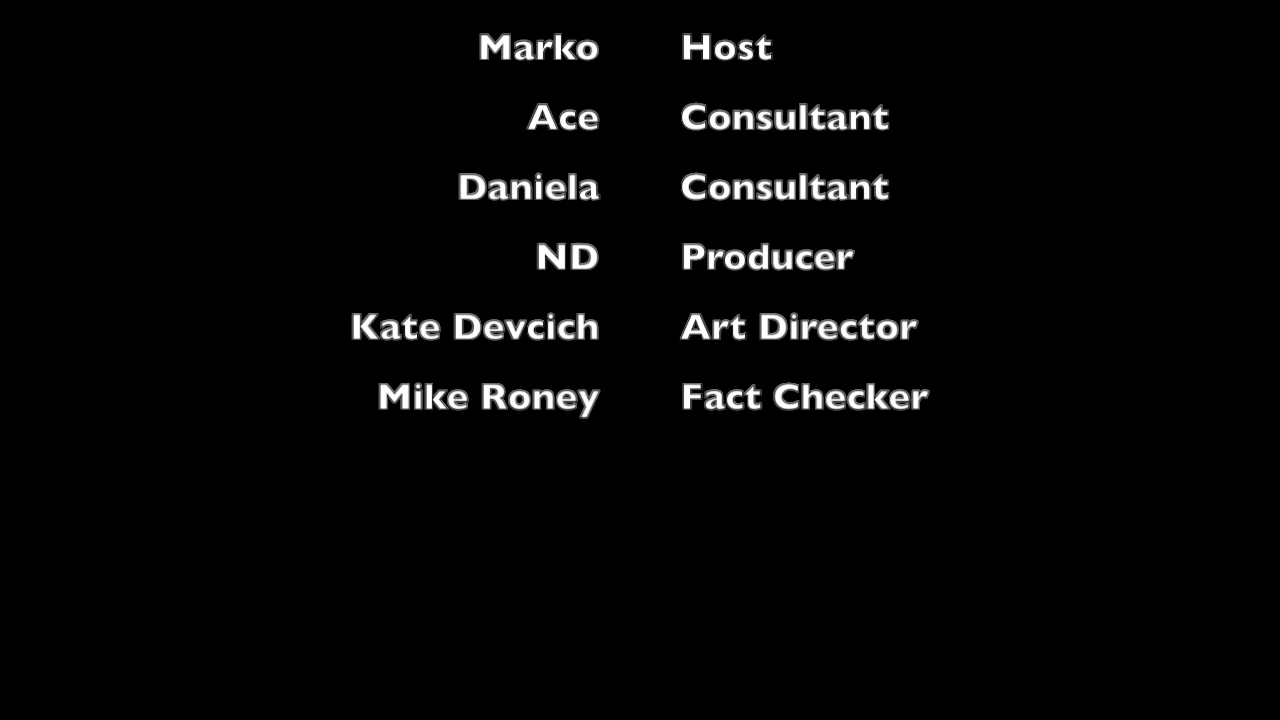 Marko Host
Ace Consultant
Daniela Consultant
ND Producer
Kate Devcich Art Director
Mike Roney Fact Checker